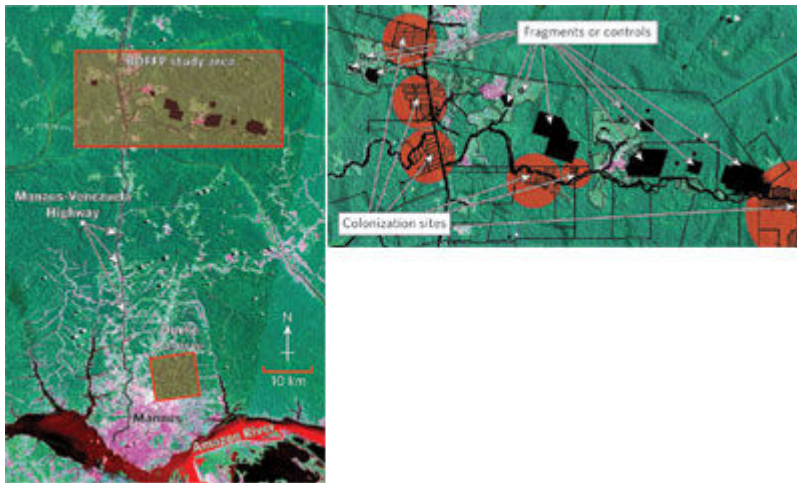 BDFFP study area
Manaus-Venezuela
Highway
N
10 km
Manaus
Amazon River
Fragments or controls
Colonization sites